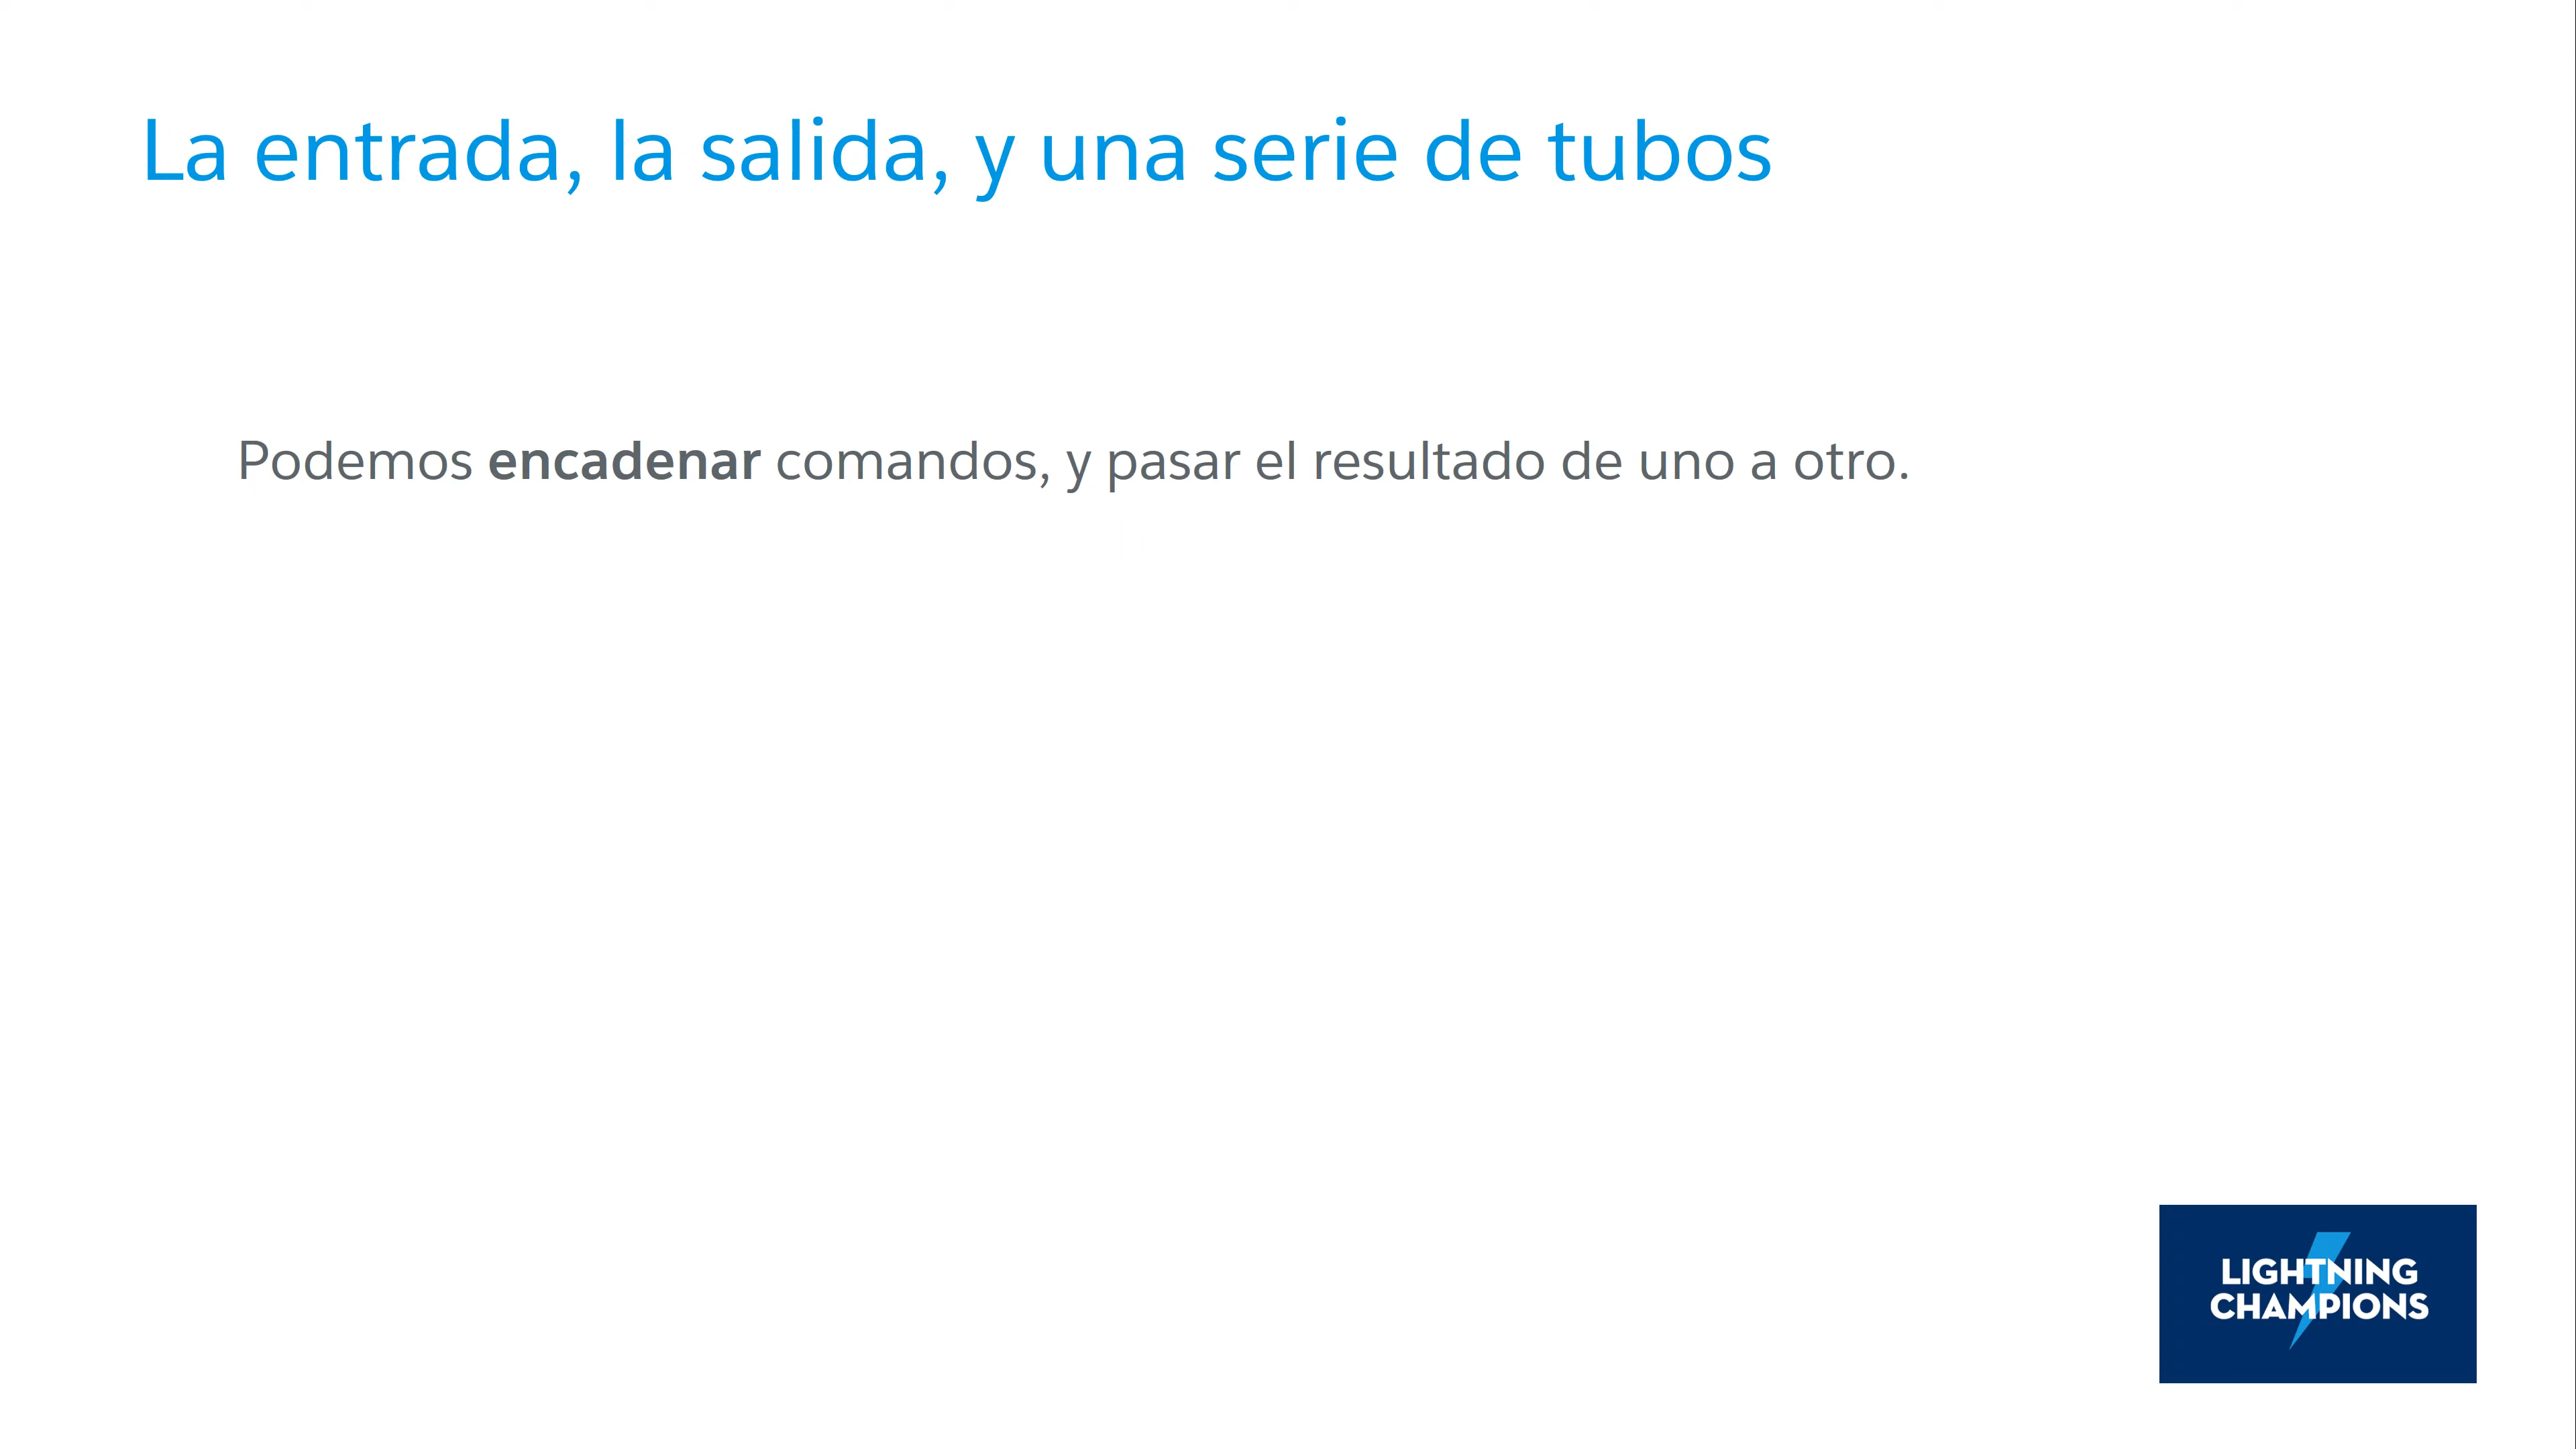 La entrada, la salida, y una serie de tubos
Podemos encadenar comandos, y pasar el resultado de uno a otro.
LIGHTNING
CHAMPIONS